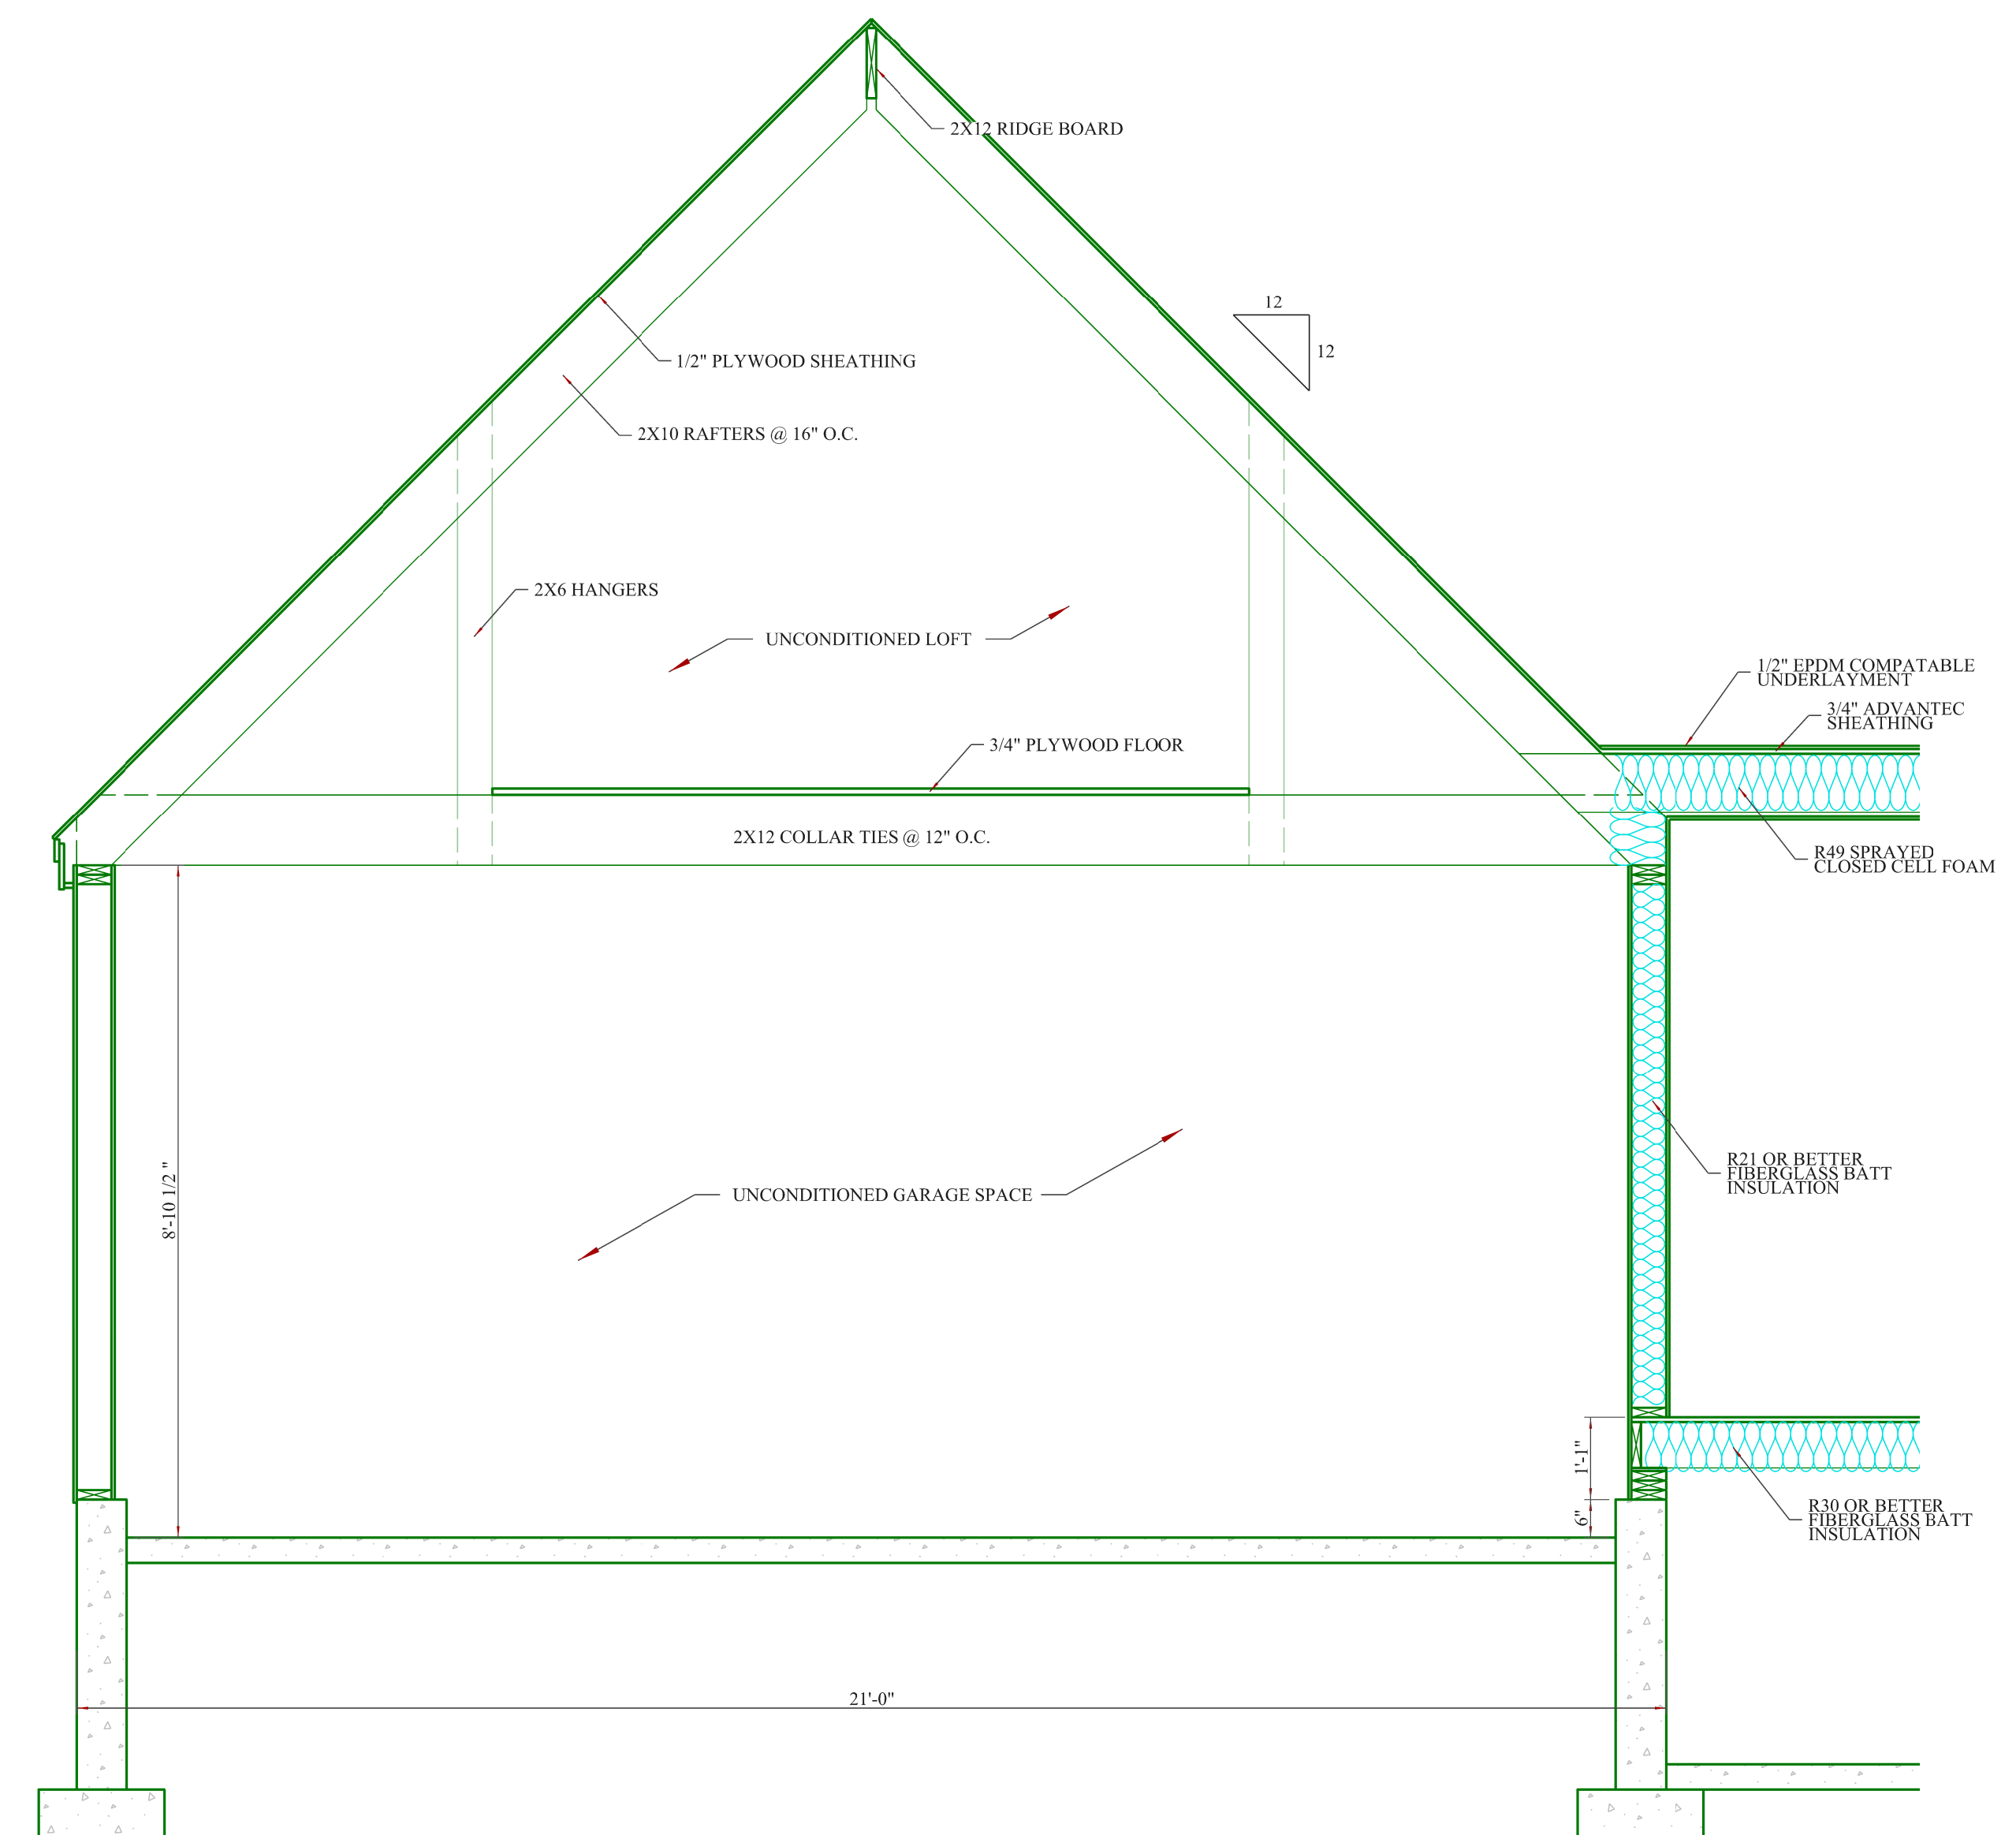 2X12 RIDGE BOARD
12
12
1/2" PLYWOOD SHEATHING
2X10 RAFTERS @ 16" O.C.
2X6 HANGERS
UNCONDITIONED LOFT
1/2" EPDM COMPATABLE
UNDERLAYMENT
3/4" ADVANTEC
SHEATHING
3/4" PLYWOOD FLOOR
2X12 COLLAR TIES @ 12" O.C.
R49 SPRAYED
CLOSED CELL FOAM
8'-10 1/2 "
UNCONDITIONED GARAGE SPACE
R21 OR BETTER
FIBERGLASS BATT
INSULATION
1'-1"
6"
R30 OR BETTER
FIBERGLASS BATT
INSULATION
21'-0"